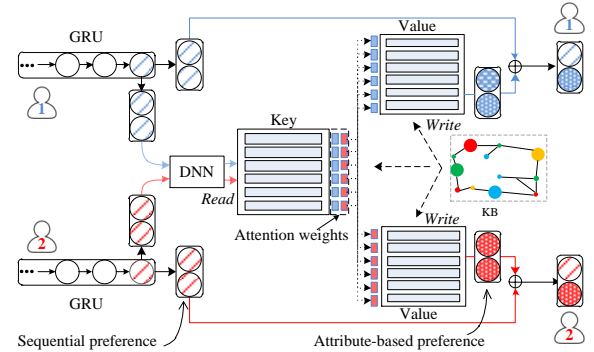 GRU
Value
1
1
Key
Write
DNN
Read
KB
Attention weights
Write
2
GRU
Value
Sequential preference
Attribute-based preference
2